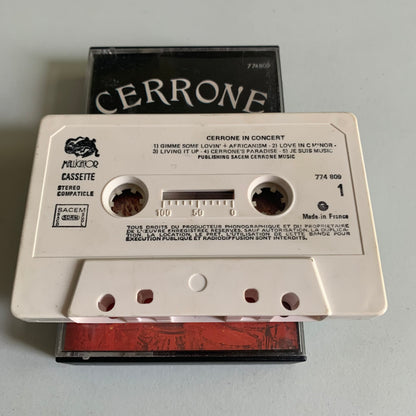 774809
CERRONE
CERRONE IN CONCERT
1) GIMME SOME LOVIN' + AFRICANISM - 2) LOVE IN C MINOR -
3) LIVING IT UP - 4) CERRONE'S PARADISE - 5) JE SUIS MUSIC
PUBLISHING SACEM CERRONE MUSIC
MALLIGATOR
CASSETTE
STEREO
COMPATIBLE
774 809
1
SACEM
100 50 0
Made in France
TOUS DROITS DU PRODUCTEUR PHONOGRAPHIQUE ET DU PROPRIETAIRE
DE L'ŒUVRE ENREGISTREE RESERVES. SAUF AUTORISATION, LA DUPLICA-
TION, LA LOCATION, LE PRET, L'UTILISATION DE CETTE BANDE POUR
EXECUTION PUBLIQUE ET RADIODIFFUSION SONT INTERDITS.